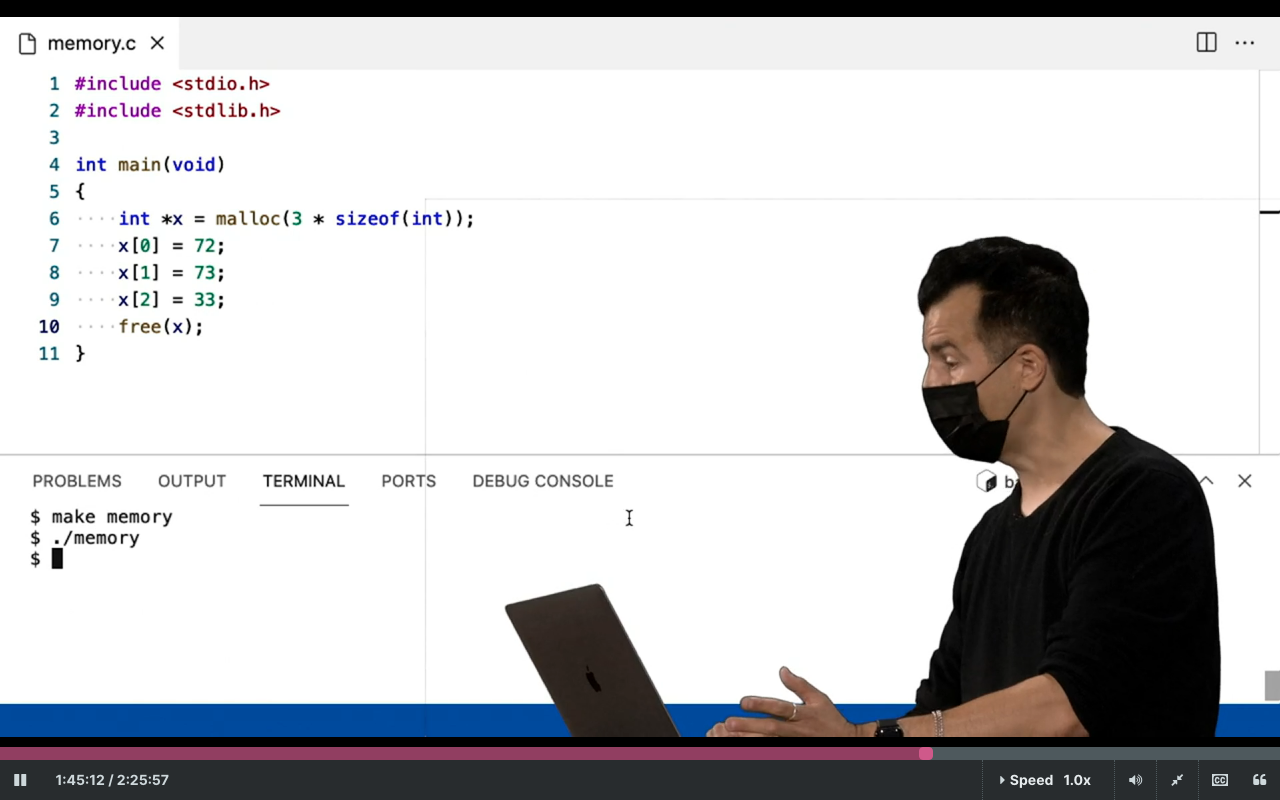 memory.c
1 #include <stdio.h>
2 #include <stdlib.h>
3
4 int main(void)
5 {
6 ····int *x = malloc(3 * sizeof(int));
7 ····x[0] = 72;
8 ····x[1] = 73;
9 ····x[2] = 33;
10 ····free(x);
11 }
PROBLEMS OUTPUT TERMINAL PORTS DEBUG CONSOLE
$ make memory
$ ./memory
$
1:45:12 / 2:25:57 Speed 1.0x CC